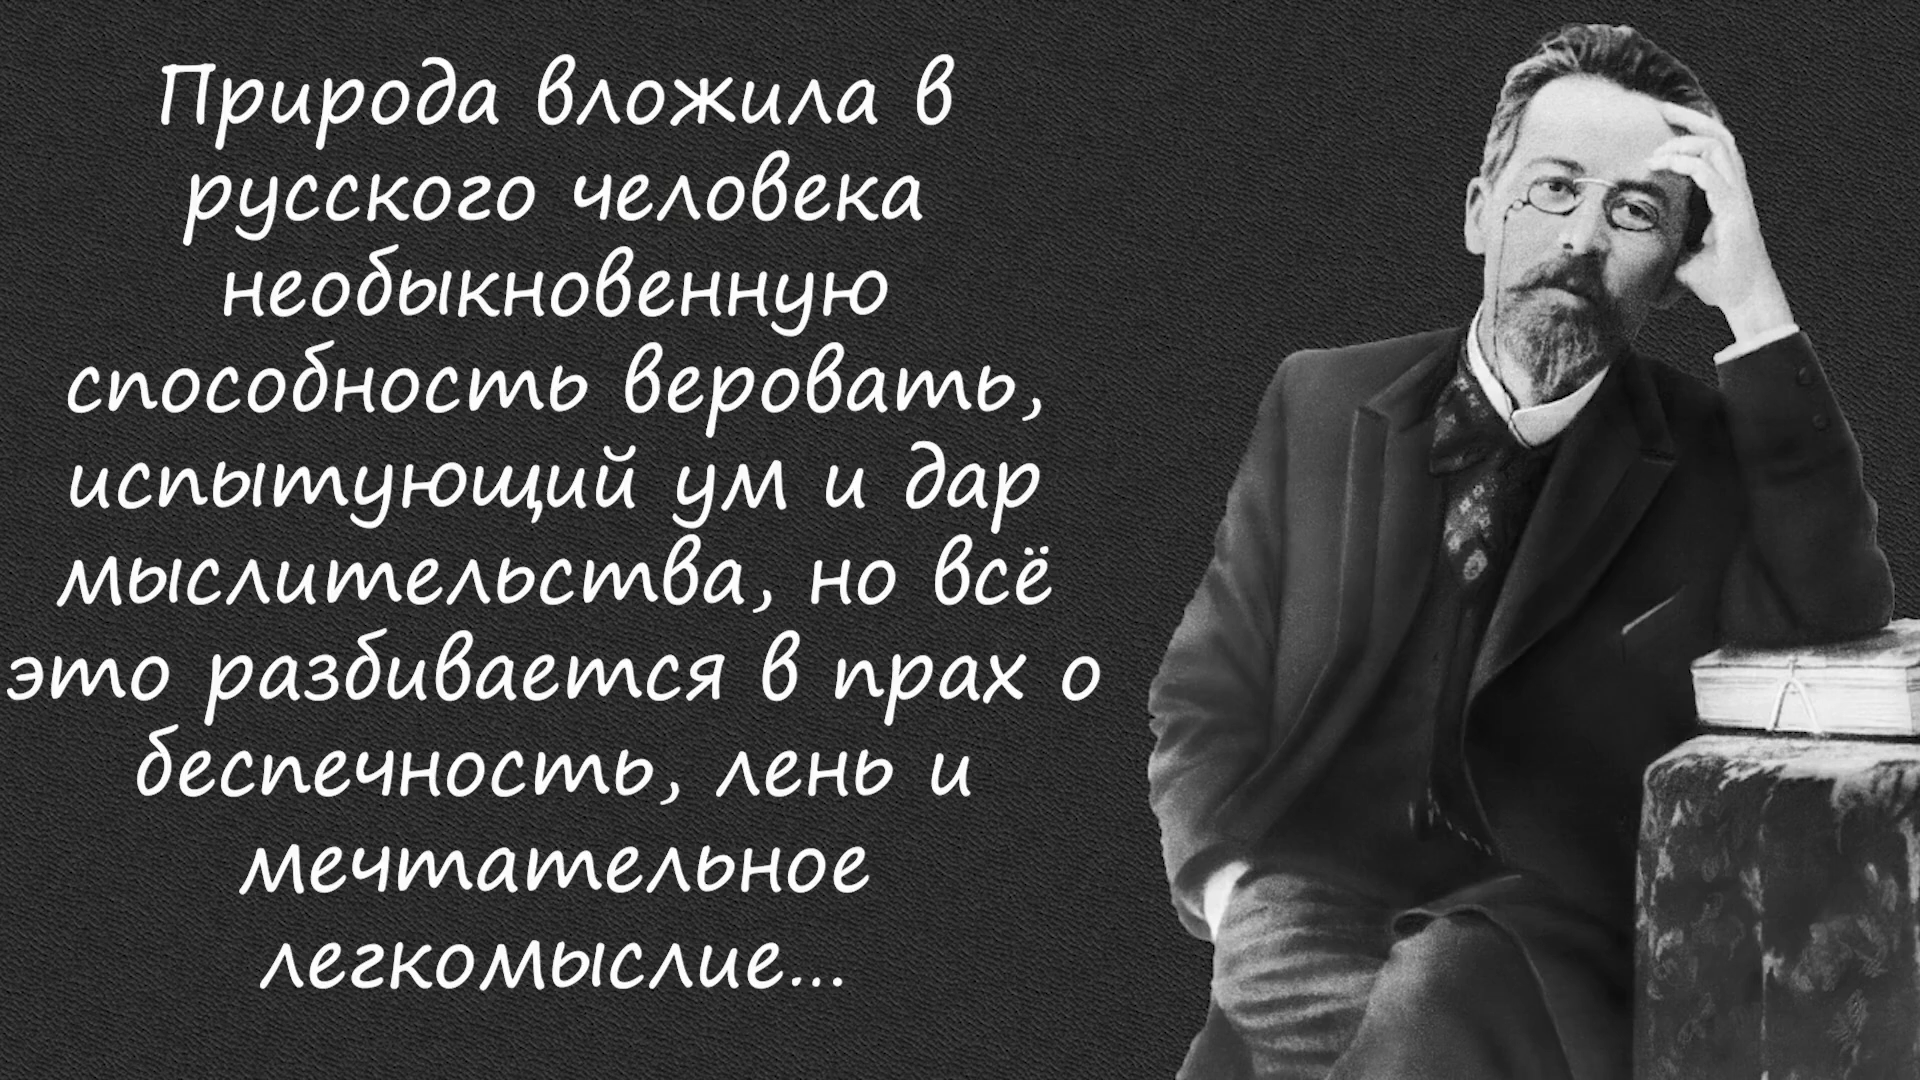 Природа вложила в
русского человека
необыкновенную
способность веровать,
испытующий ум и дар
мыслительства, но всё
это разбивается в прах о
беспечность, лень и
мечтательное
легкомыслие...